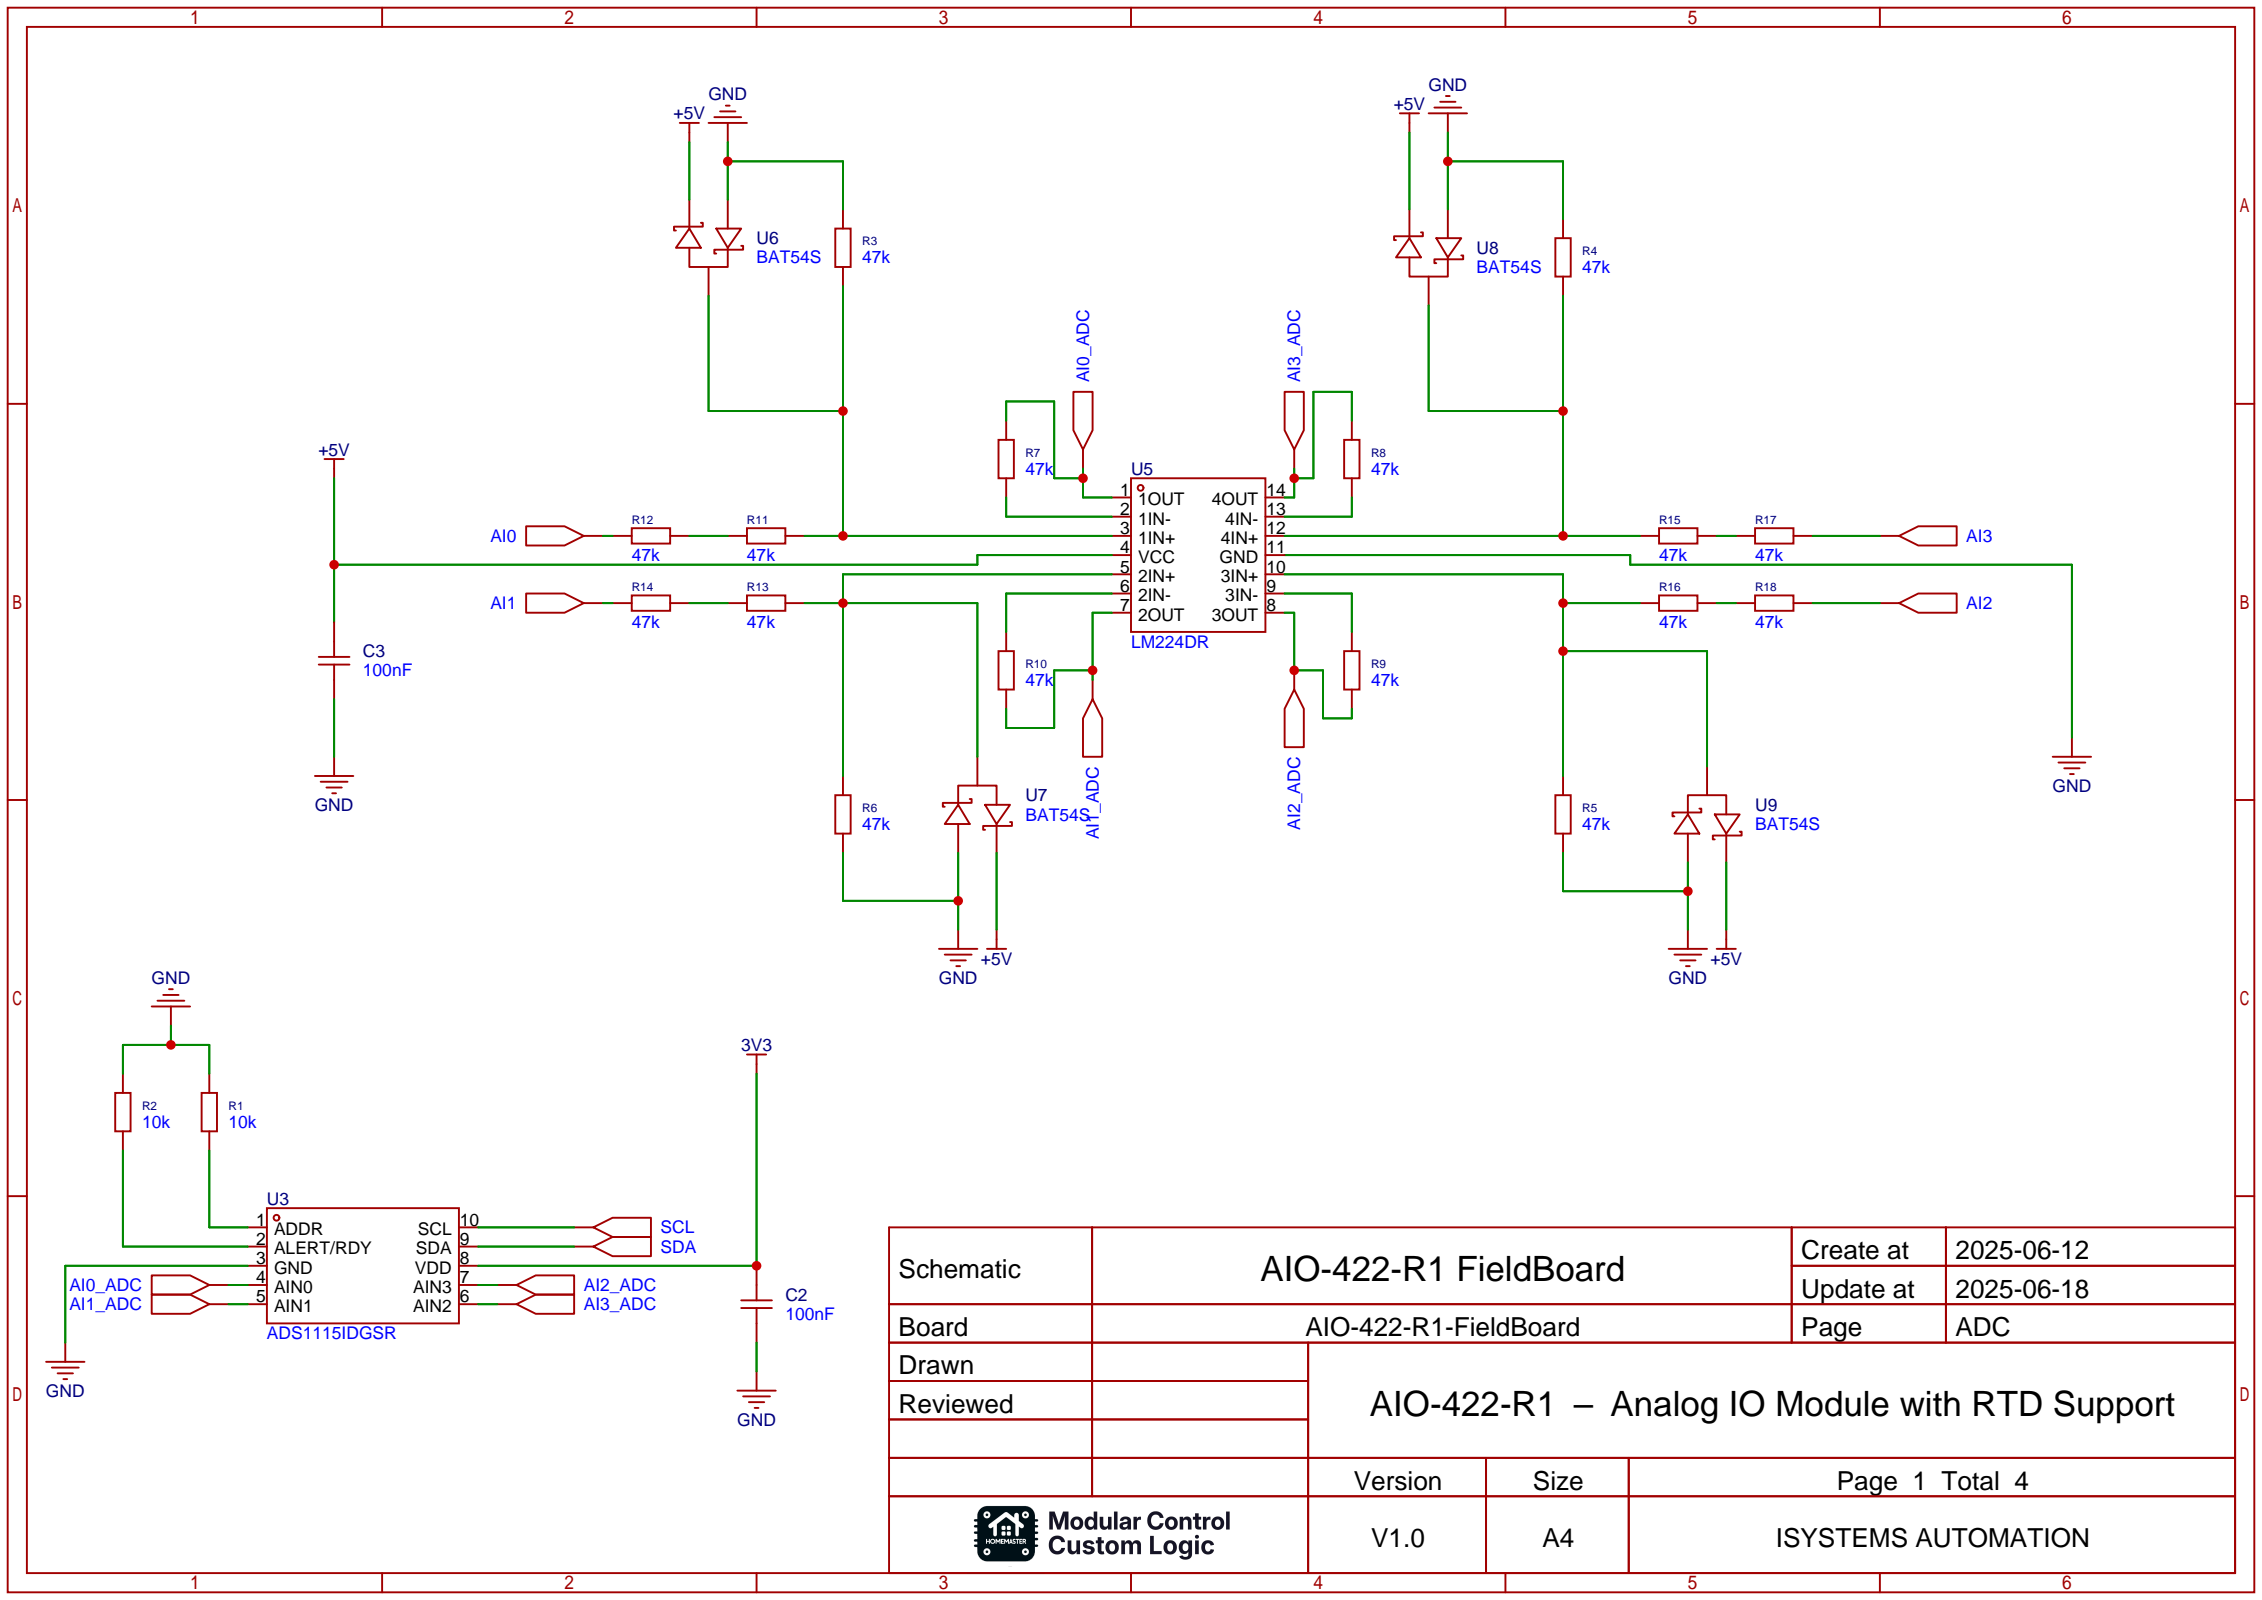 1 2 3 4 5 6
A A
B B
C C
D D
GND
+5V
U6
BAT54S
R3
47k
GND
+5V
U8
BAT54S
R4
47k
AI0_ADC
AI3_ADC
R7
47k
R8
47k
+5V
U5
1 1OUT 4OUT 14
2 1IN- 4IN- 13
3 1IN+ 4IN+ 12
4 VCC GND 11
5 2IN+ 3IN+ 10
6 2IN- 3IN- 9
7 2OUT 3OUT 8
LM224DR
AI0
R12
47k
R11
47k
AI1
R14
47k
R13
47k
R15
47k
R17
47k
AI3
R16
47k
R18
47k
AI2
C3
100nF
GND
R10
47k
R9
47k
AI1_ADC
AI2_ADC
GND
R6
47k
U7
BAT54S
GND
+5V
R5
47k
U9
BAT54S
GND
+5V
GND
R2
10k
R1
10k
3V3
U3
1 ADDR SCL 10
2 ALERT/RDY SDA 9
3 GND VDD 8
4 AIN0 AIN3 7
5 AIN1 AIN2 6
ADS1115IDGSR
SCL
SDA
AI0_ADC
AI1_ADC
AI2_ADC
AI3_ADC
GND
C2
100nF
GND
Schematic AIO-422-R1 FieldBoard
Create at 2025-06-12
Update at 2025-06-18
Board AIO-422-R1-FieldBoard
Page ADC
Drawn
Reviewed
AIO-422-R1 – Analog IO Module with RTD Support
Version Size Page 1 Total 4
HOMEMASTER
Modular Control
Custom Logic
V1.0 A4 ISYSTEMS AUTOMATION
1 2 3 4 5 6